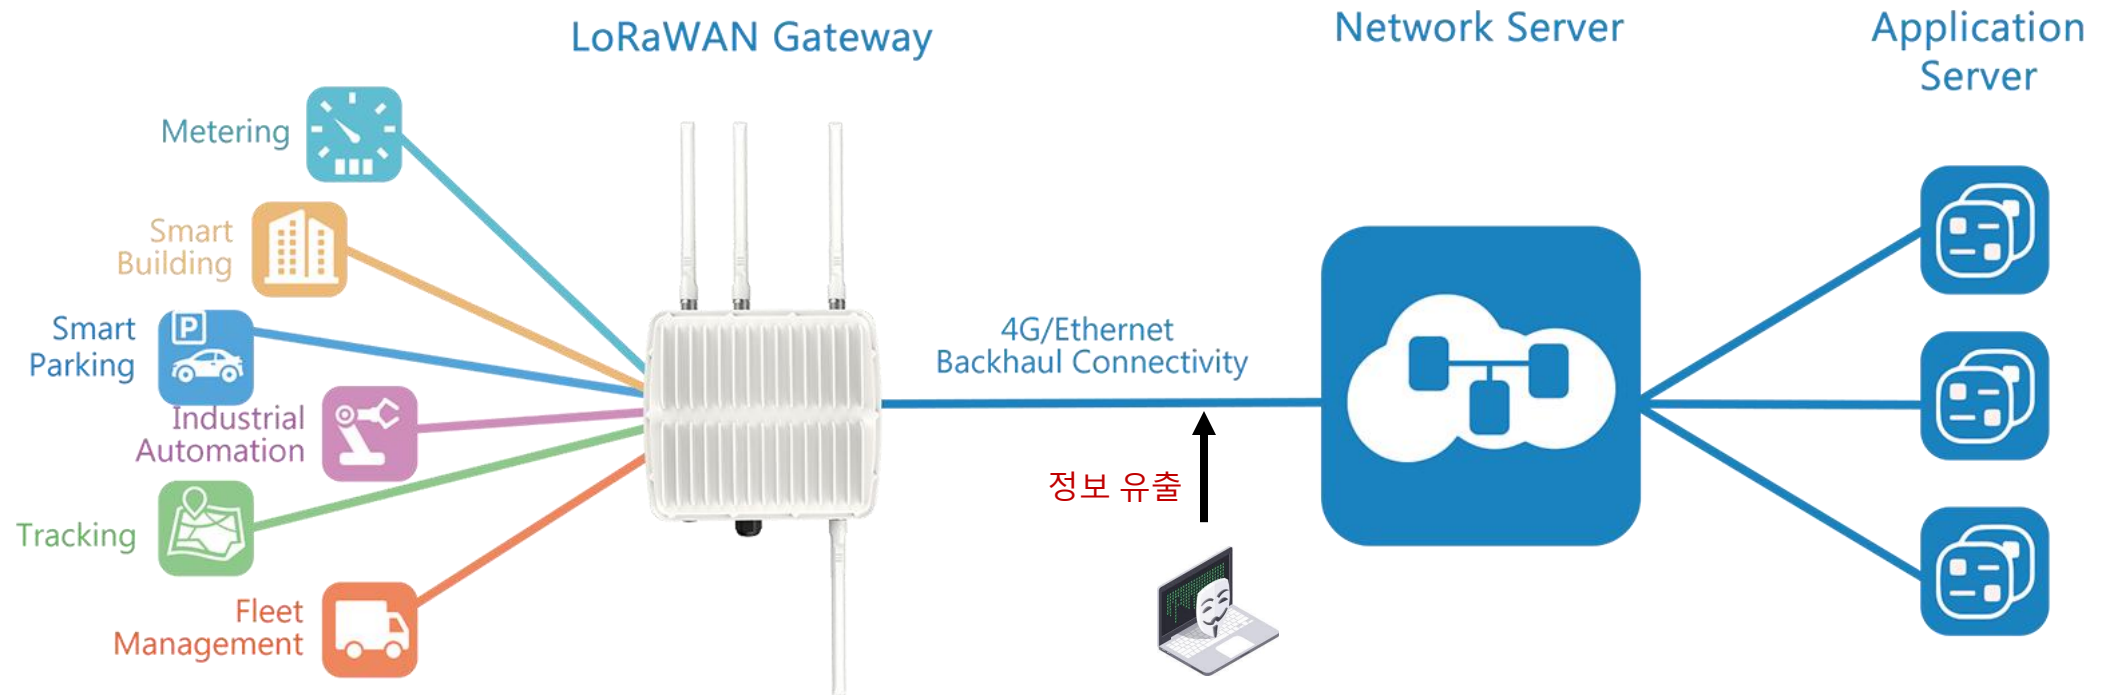 LoRaWAN Gateway
Network Server
Application
Server
Metering
Smart
Building
Smart
Parking
P
Industrial
Automation
Tracking
Fleet
Management
4G/Ethernet
Backhaul Connectivity
정보 유출